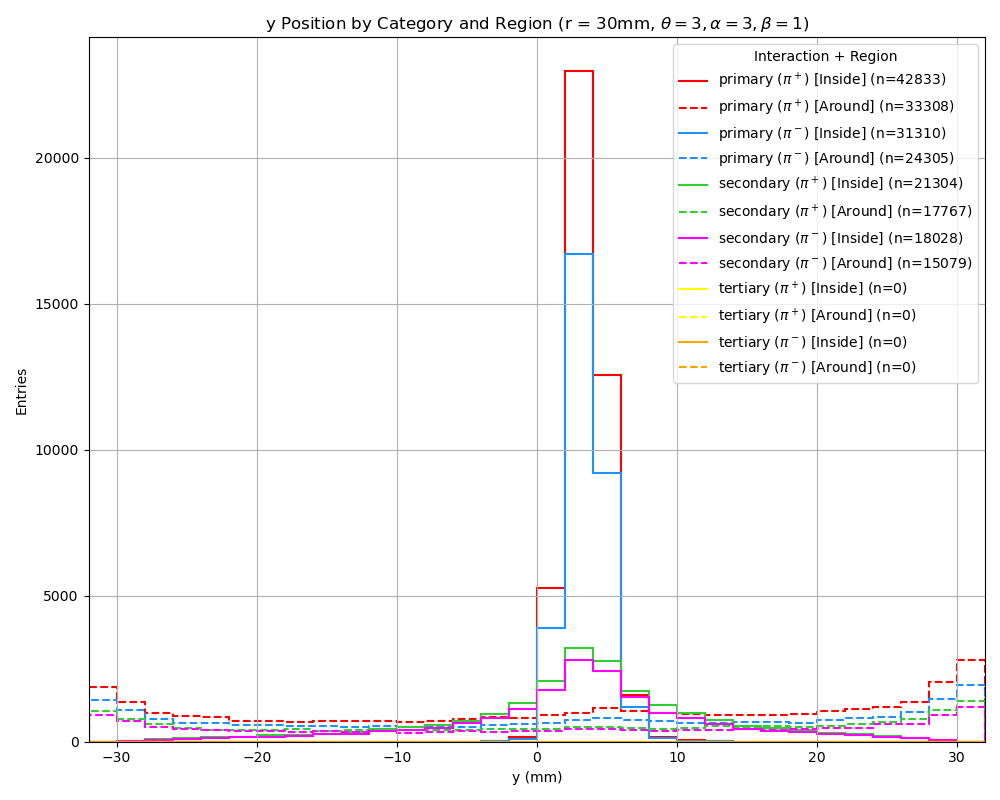 y Position by Category and Region (r = 30mm, θ = 3, α = 3, β = 1)
Interaction + Region
primary (π⁺) [Inside] (n=42833)
primary (π⁺) [Around] (n=33308)
primary (π⁻) [Inside] (n=31310)
primary (π⁻) [Around] (n=24305)
secondary (π⁺) [Inside] (n=21304)
secondary (π⁺) [Around] (n=17767)
secondary (π⁻) [Inside] (n=18028)
secondary (π⁻) [Around] (n=15079)
tertiary (π⁺) [Inside] (n=0)
tertiary (π⁺) [Around] (n=0)
tertiary (π⁻) [Inside] (n=0)
tertiary (π⁻) [Around] (n=0)
Entries
20000
15000
10000
5000
0
−30 −20 −10 0 10 20 30
y (mm)